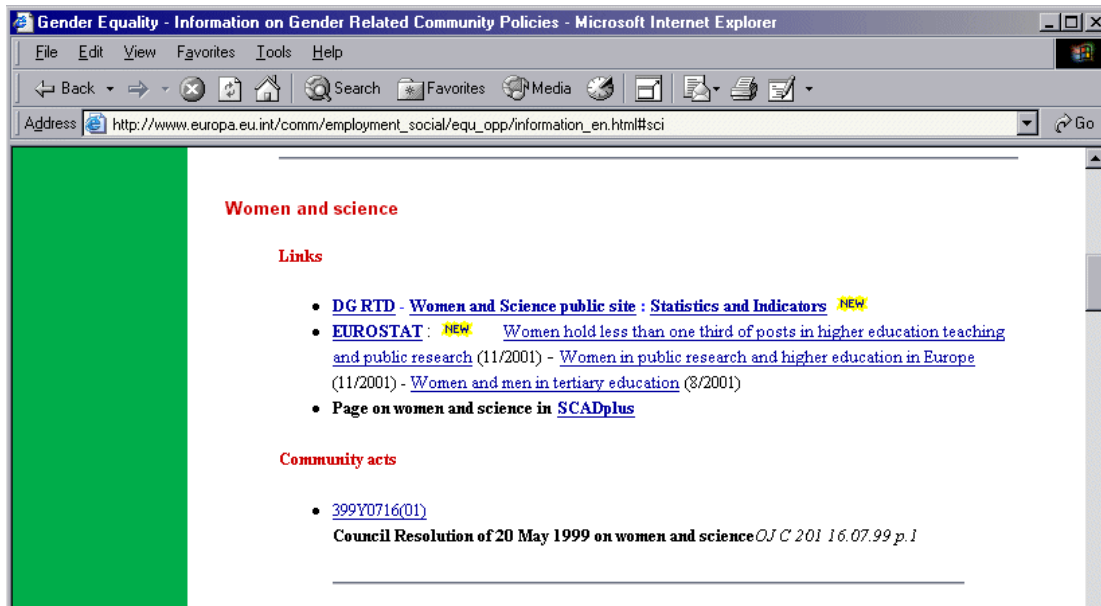 Gender Equality - Information on Gender Related Community Policies - Microsoft Internet Explorer
File Edit View Favorites Tools Help
Back Search Favorites Media
Address http://www.europa.eu.int/comm/employment_social/equ_opp/information_en.html#sci Go
Women and science
Links
• DG RTD - Women and Science public site : Statistics and Indicators NEW
• EUROSTAT : NEW Women hold less than one third of posts in higher education teaching
and public research (11/2001) - Women in public research and higher education in Europe
(11/2001) - Women and men in tertiary education (8/2001)
• Page on women and science in SCADplus
Community acts
• 399Y0716(01)
Council Resolution of 20 May 1999 on women and science OJ C 201 16.07.99 p.1